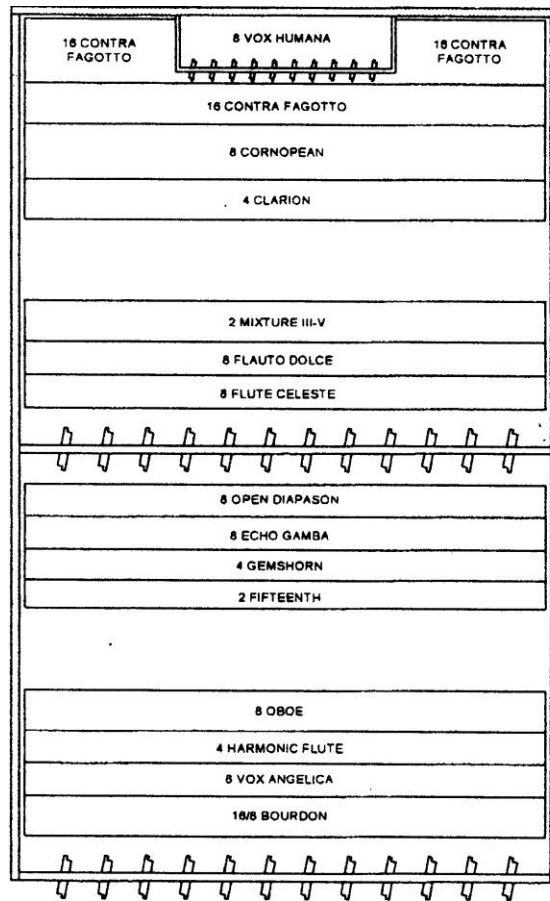 16 CONTRA
FAGOTTO
8 VOX HUMANA
16 CONTRA
FAGOTTO
16 CONTRA FAGOTTO
8 CORNOPEAN
4 CLARION
2 MIXTURE III-V
8 FLAUTO DOLCE
8 FLUTE CELESTE
8 OPEN DIAPASON
8 ECHO GAMBA
4 GEMSHORN
2 FIFTEENTH
8 OBOE
4 HARMONIC FLUTE
8 VOX ANGELICA
16/8 BOURDON